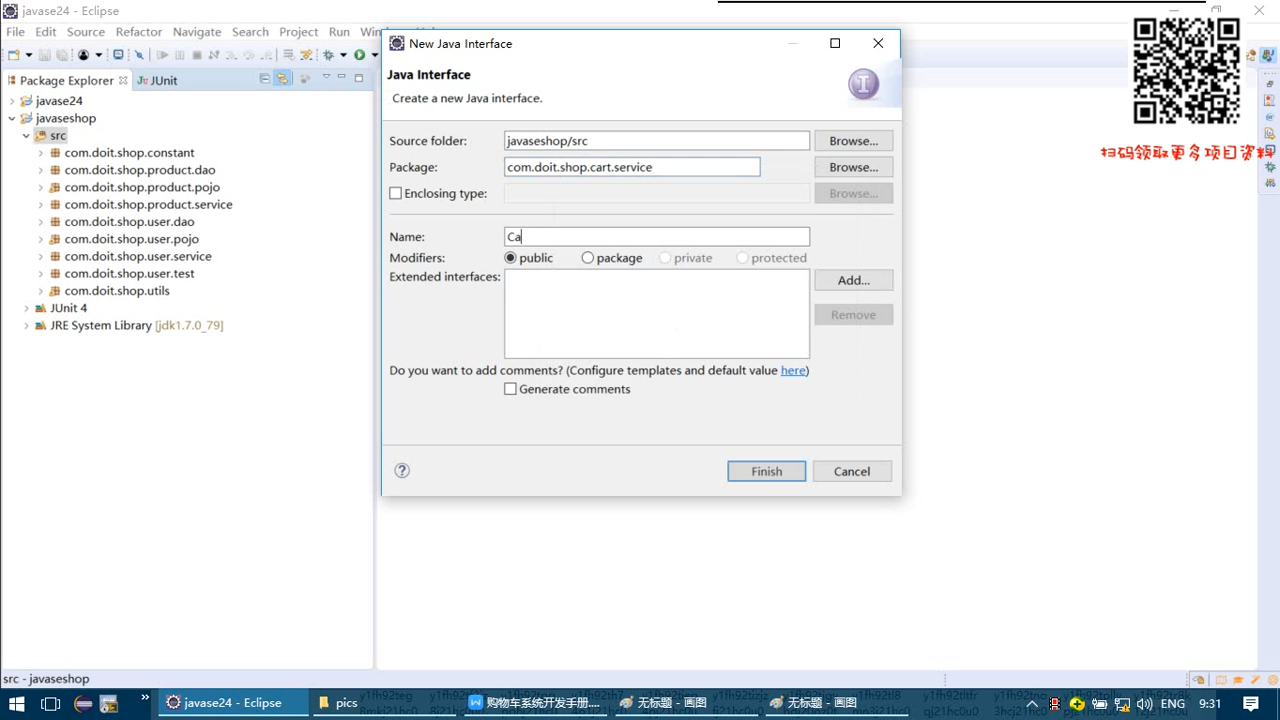 javase24 - Eclipse
File Edit Source Refactor Navigate Search Project Run
Package Explorer JUnit
javase24
javaseshop
src
com.doit.shop.constant
com.doit.shop.product.dao
com.doit.shop.product.pojo
com.doit.shop.product.service
com.doit.shop.user.dao
com.doit.shop.user.pojo
com.doit.shop.user.service
com.doit.shop.user.test
com.doit.shop.utils
JUnit 4
JRE System Library [jdk1.7.0_79]
New Java Interface
Java Interface
Create a new Java interface.
Source folder: javaseshop/src Browse...
Package: com.doit.shop.cart.service Browse...
Enclosing type: Browse...
Name: Ca
Modifiers: public package private protected
Extended interfaces: Add...
Remove
Do you want to add comments? (Configure templates and default value here)
Generate comments
? Finish Cancel
扫码领取更多项目资料
src - javaseshop
javase24 - Eclipse pics 购物车系统开发手册.... 无标题 - 画图 无标题 - 画图 ENG 9:31